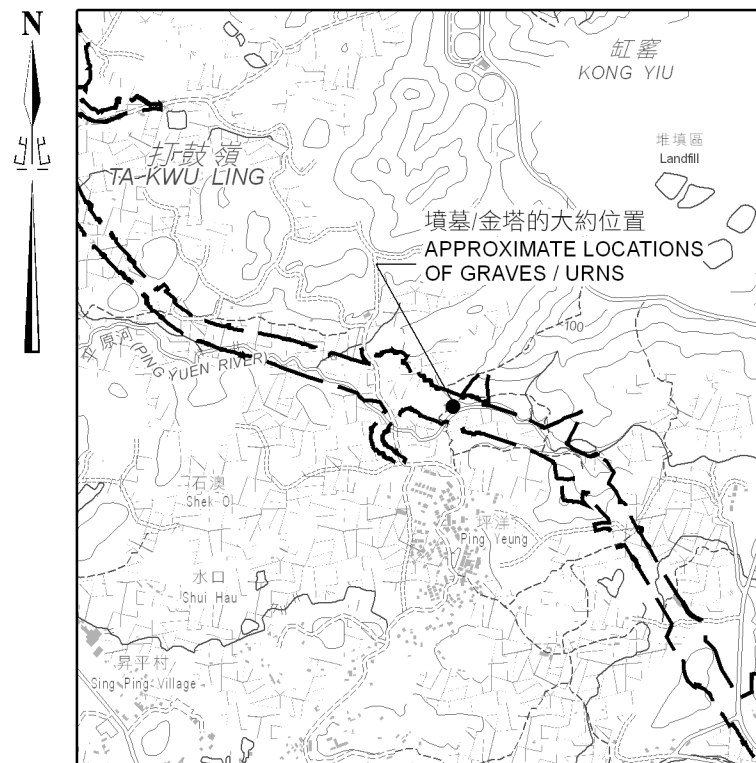 N
缸窰
KONG YIU
堆填區
Landfill
打鼓嶺
TA KWU LING
墳墓/金塔的大約位置
APPROXIMATE LOCATIONS
OF GRAVES / URNS
100
平原河 (PING YUEN RIVER)
石澳
Shek O
坪洋
Ping Yeung
水口
Shui Hau
昇平村
Sing Ping Village